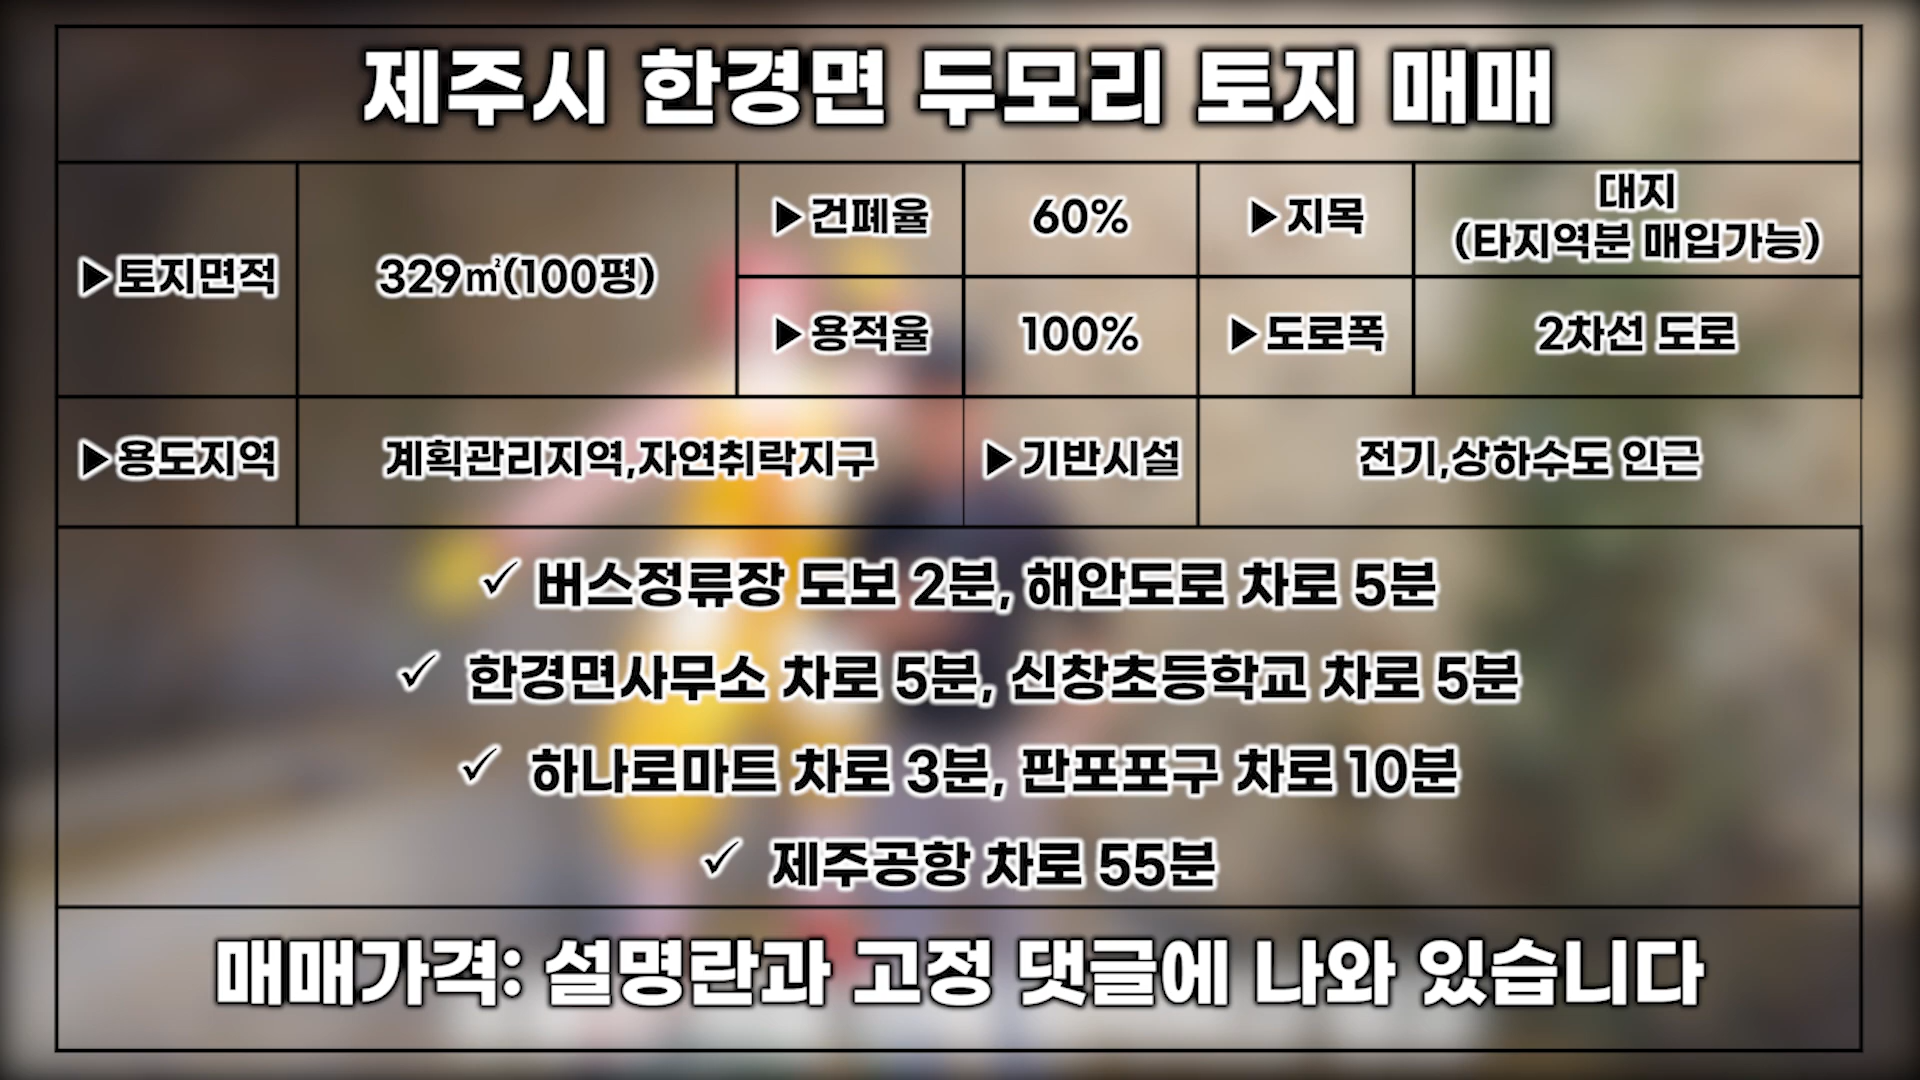 제주시 한경면 두모리 토지 매매
▶토지면적
329㎡(100평)
▶건폐율
60%
▶지목
대지
(타지역분 매입가능)
▶용적율
100%
▶도로폭
2차선 도로
▶용도지역
계획관리지역,자연취락지구
▶기반시설
전기,상하수도 인근
✓ 버스정류장 도보 2분, 해안도로 차로 5분
✓ 한경면사무소 차로 5분, 신창초등학교 차로 5분
✓ 하나로마트 차로 3분, 판포포구 차로 10분
✓ 제주공항 차로 55분
매매가격: 설명란과 고정 댓글에 나와 있습니다